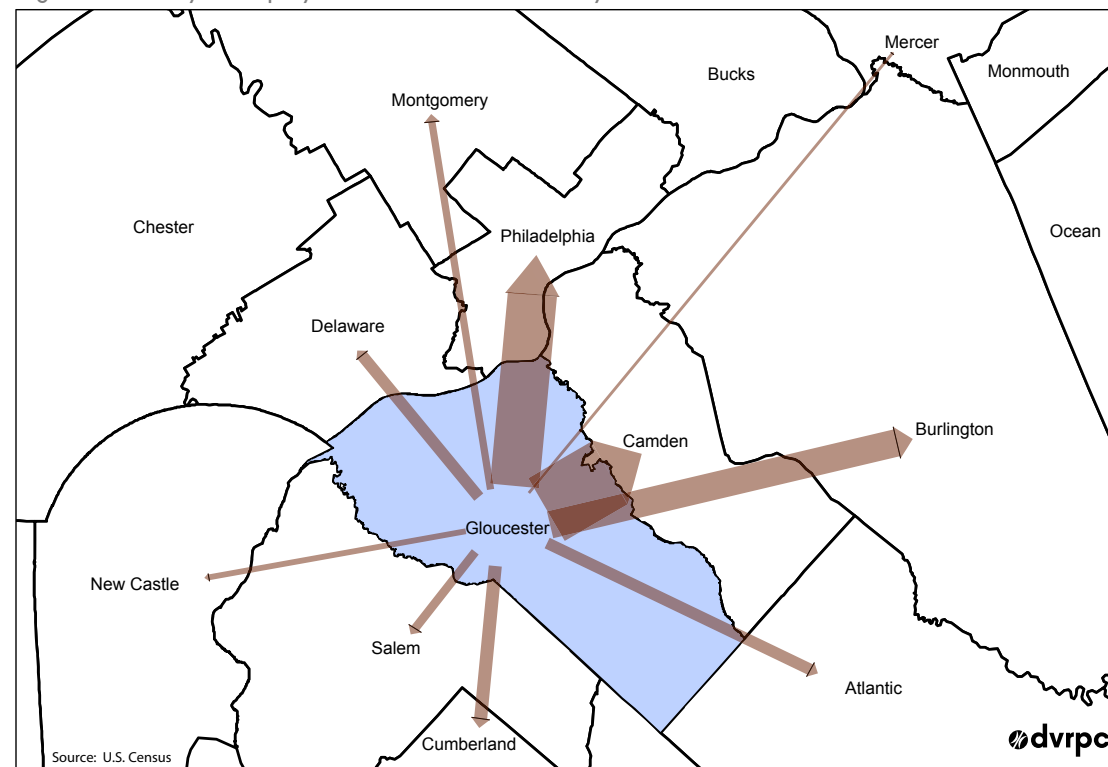 Mercer
Bucks
Monmouth
Montgomery
Chester
Philadelphia
Ocean
Delaware
Burlington
Camden
Gloucester
New Castle
Salem
Atlantic
Cumberland
dvrpc
Source: U.S. Census